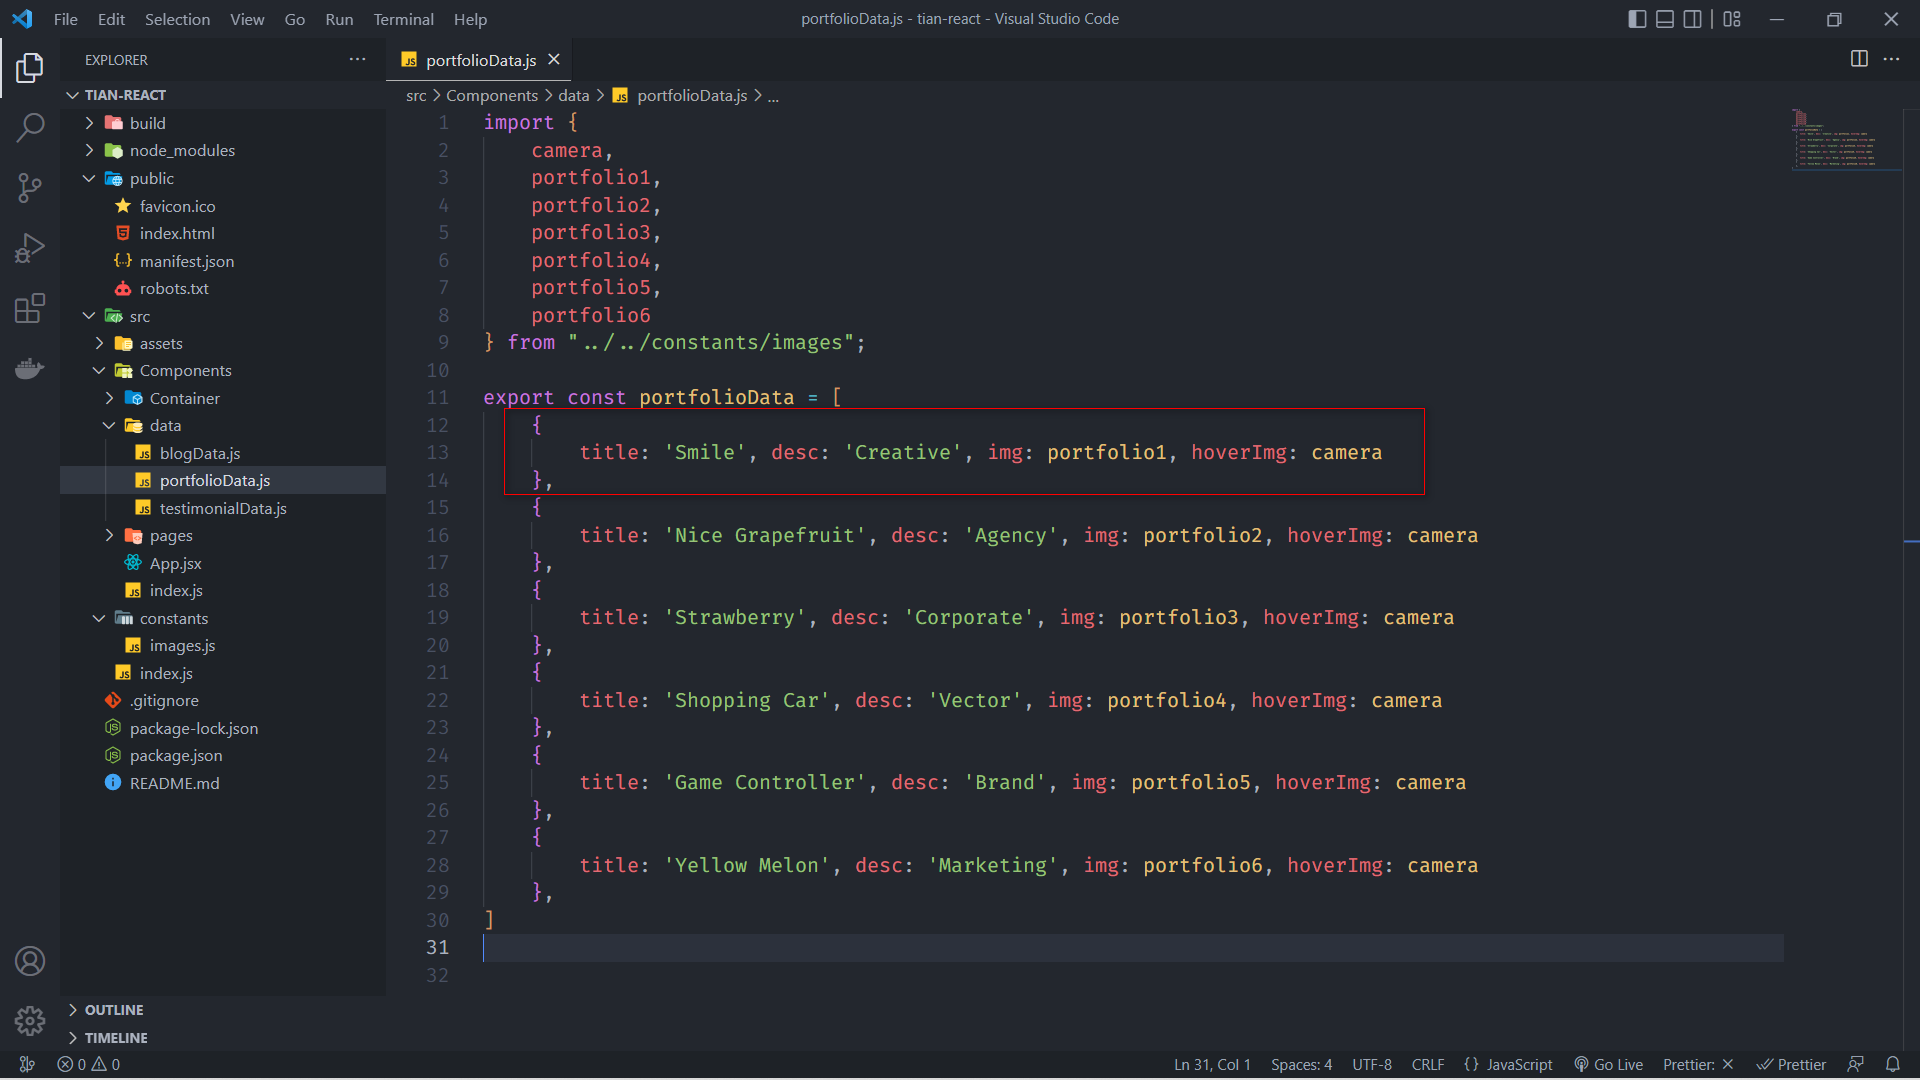 File Edit Selection View Go Run Terminal Help
portfolioData.js - tian-react - Visual Studio Code
EXPLORER
TIAN-REACT
build
node_modules
public
favicon.ico
index.html
manifest.json
robots.txt
src
assets
Components
Container
data
blogData.js
portfolioData.js
testimonialData.js
pages
App.jsx
index.js
constants
images.js
index.js
.gitignore
package-lock.json
package.json
README.md
OUTLINE
TIMELINE
portfolioData.js
src > Components > data > JS portfolioData.js > ...
1 import {
2 camera,
3 portfolio1,
4 portfolio2,
5 portfolio3,
6 portfolio4,
7 portfolio5,
8 portfolio6
9 } from "../../constants/images";
10
11 export const portfolioData = [
12 {
13 title: 'Smile', desc: 'Creative', img: portfolio1, hoverImg: camera
14 },
15 {
16 title: 'Nice Grapefruit', desc: 'Agency', img: portfolio2, hoverImg: camera
17 },
18 {
19 title: 'Strawberry', desc: 'Corporate', img: portfolio3, hoverImg: camera
20 },
21 {
22 title: 'Shopping Car', desc: 'Vector', img: portfolio4, hoverImg: camera
23 },
24 {
25 title: 'Game Controller', desc: 'Brand', img: portfolio5, hoverImg: camera
26 },
27 {
28 title: 'Yellow Melon', desc: 'Marketing', img: portfolio6, hoverImg: camera
29 },
30 ]
31
32
0 0 Ln 31, Col 1 Spaces: 4 UTF-8 CRLF {} JavaScript Go Live Prettier: × Prettier